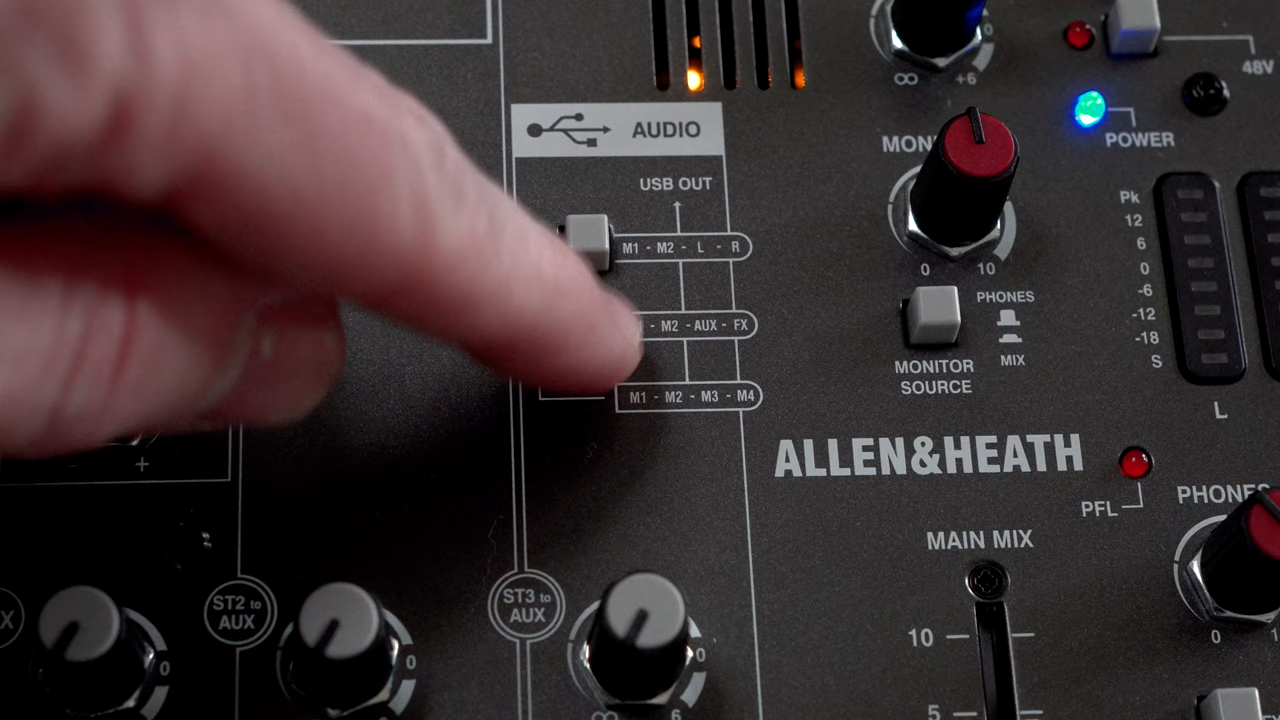 ∞ +6
48V
POWER
AUDIO
USB OUT
M1 - M2 - L - R
- M2 - AUX - FX
M1 - M2 - M3 - M4
0 10
PHONES
MIX
MONITOR
SOURCE
Pk
12
6
0
-6
-12
-18
S
L
ALLEN&HEATH
PFL
PHONES
0
MAIN MIX
10
5
+
ST2 to
AUX
0
ST3 to
AUX
0
0